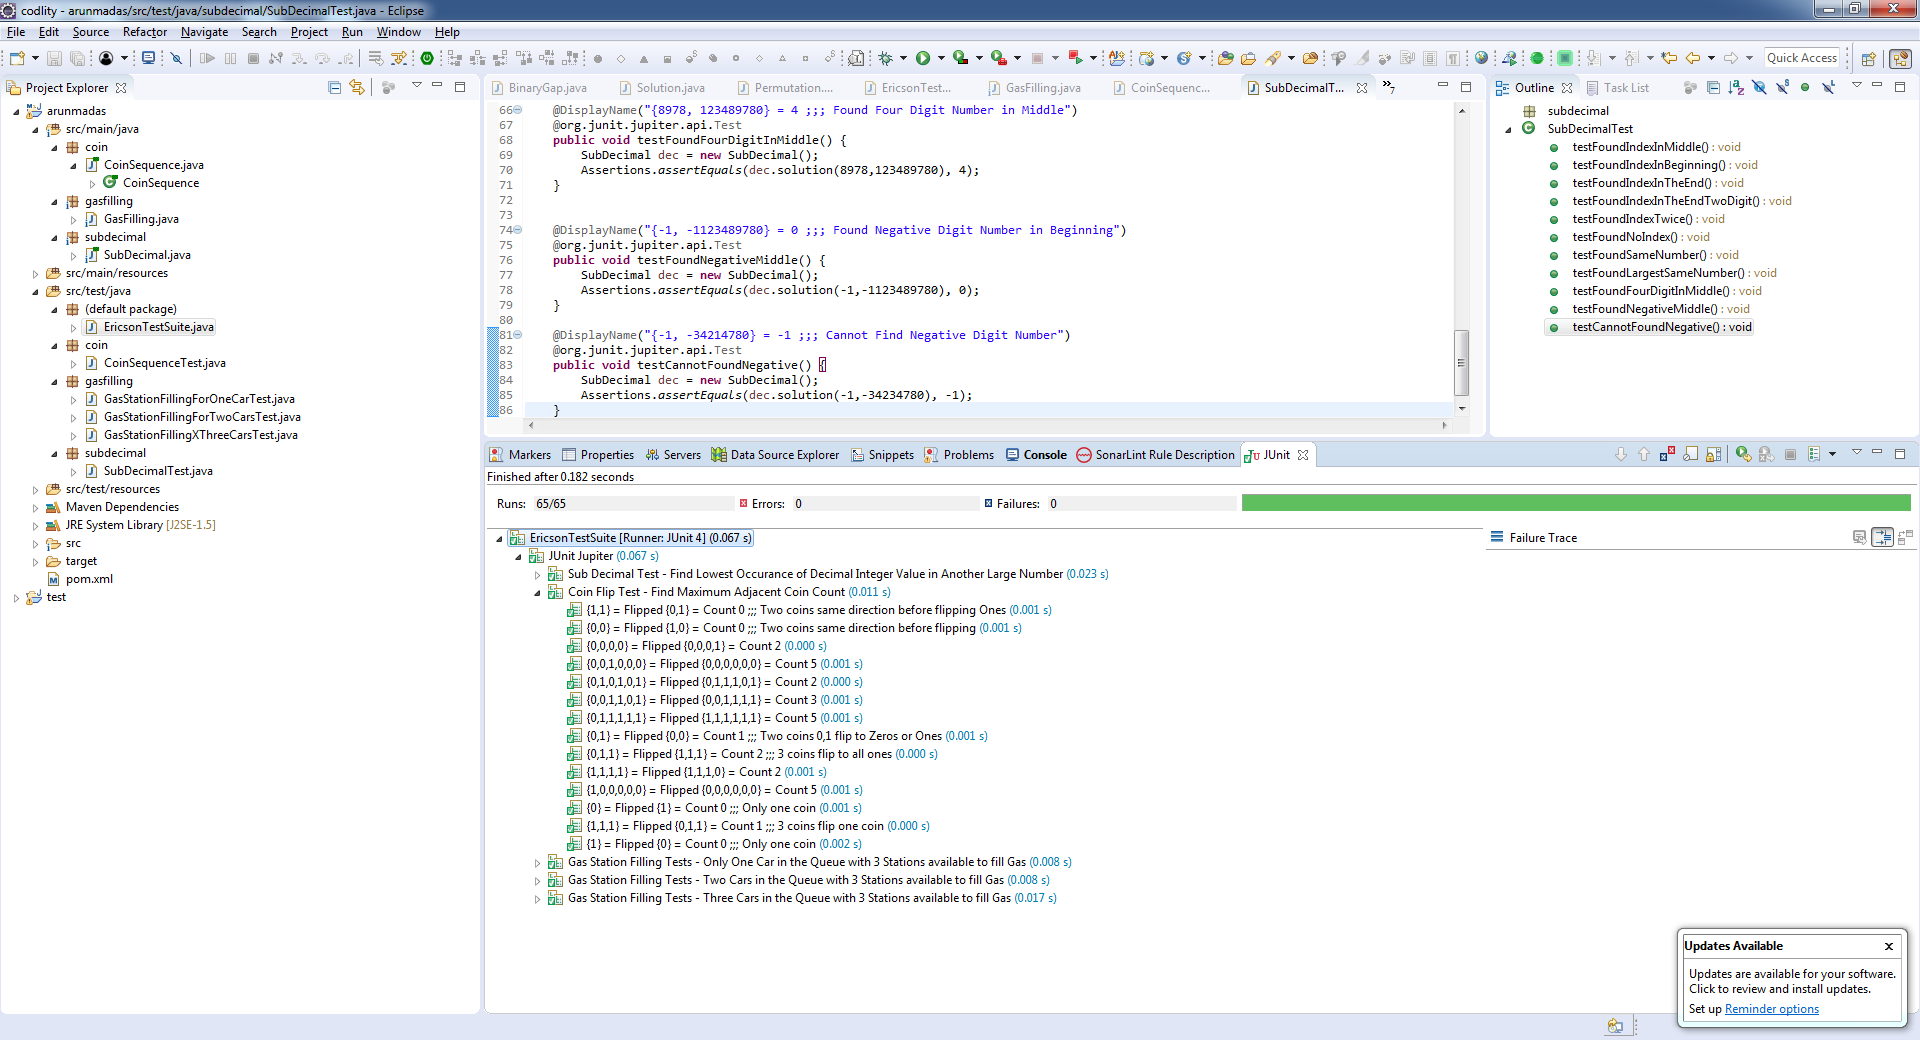 codlity - arunmadas/src/test/java/subdecimal/SubDecimalTest.java - Eclipse
File Edit Source Refactor Navigate Search Project Run Window Help
Quick Access
Project Explorer
arunmadas
src/main/java
coin
CoinSequence.java
CoinSequence
gasfilling
GasFilling.java
subdecimal
SubDecimal.java
src/main/resources
src/test/java
(default package)
EricsonTestSuite.java
coin
CoinSequenceTest.java
gasfilling
GasStationFillingForOneCarTest.java
GasStationFillingForTwoCarsTest.java
GasStationFillingXThreeCarsTest.java
subdecimal
SubDecimalTest.java
src/test/resources
Maven Dependencies
JRE System Library [J2SE-1.5]
src
target
pom.xml
test
BinaryGap.java Solution.java Permutation.... EricsonTest... GasFilling.java CoinSequenc... SubDecimalT... »7
66 @DisplayName("{8978, 123489780} = 4 ;;; Found Four Digit Number in Middle")
67 @org.junit.jupiter.api.Test
68 public void testFoundFourDigitInMiddle() {
69 SubDecimal dec = new SubDecimal();
70 Assertions.assertEquals(dec.solution(8978,123489780), 4);
71 }
72
73
74 @DisplayName("{-1, -1123489780} = 0 ;;; Found Negative Digit Number in Beginning")
75 @org.junit.jupiter.api.Test
76 public void testFoundNegativeMiddle() {
77 SubDecimal dec = new SubDecimal();
78 Assertions.assertEquals(dec.solution(-1,-1123489780), 0);
79 }
80
81 @DisplayName("{-1, -34214780} = -1 ;;; Cannot Find Negative Digit Number")
82 @org.junit.jupiter.api.Test
83 public void testCannotFoundNegative() {
84 SubDecimal dec = new SubDecimal();
85 Assertions.assertEquals(dec.solution(-1,-34234780), -1);
86 }
Outline Task List
subdecimal
SubDecimalTest
testFoundIndexInMiddle() : void
testFoundIndexInBeginning() : void
testFoundIndexInTheEnd() : void
testFoundIndexInTheEndTwoDigit() : void
testFoundIndexTwice() : void
testFoundNoIndex() : void
testFoundSameNumber() : void
testFoundLargestSameNumber() : void
testFoundFourDigitInMiddle() : void
testFoundNegativeMiddle() : void
testCannotFoundNegative() : void
Markers Properties Servers Data Source Explorer Snippets Problems Console SonarLint Rule Description JUnit
Finished after 0.182 seconds
Runs: 65/65 Errors: 0 Failures: 0
EricsonTestSuite [Runner: JUnit 4] (0.067 s)
JUnit Jupiter (0.067 s)
Sub Decimal Test - Find Lowest Occurance of Decimal Integer Value in Another Large Number (0.023 s)
Coin Flip Test - Find Maximum Adjacent Coin Count (0.011 s)
{1,1} = Flipped {0,1} = Count 0 ;;; Two coins same direction before flipping Ones (0.001 s)
{0,0} = Flipped {1,0} = Count 0 ;;; Two coins same direction before flipping (0.001 s)
{0,0,0,0} = Flipped {0,0,0,1} = Count 2 (0.000 s)
{0,0,1,0,0,0} = Flipped {0,0,0,0,0,0} = Count 5 (0.001 s)
{0,1,0,1,0,1} = Flipped {0,1,1,1,0,1} = Count 2 (0.000 s)
{0,0,1,1,0,1} = Flipped {0,0,1,1,1,1} = Count 3 (0.001 s)
{0,1,1,1,1,1} = Flipped {1,1,1,1,1,1} = Count 5 (0.001 s)
{0,1} = Flipped {0,0} = Count 1 ;;; Two coins 0,1 flip to Zeros or Ones (0.001 s)
{0,1,1} = Flipped {1,1,1} = Count 2 ;;; 3 coins flip to all ones (0.000 s)
{1,1,1,1} = Flipped {1,1,1,0} = Count 2 (0.001 s)
{1,0,0,0,0,0} = Flipped {0,0,0,0,0,0} = Count 5 (0.001 s)
{0} = Flipped {1} = Count 0 ;;; Only one coin (0.001 s)
{1,1,1} = Flipped {0,1,1} = Count 1 ;;; 3 coins flip one coin (0.000 s)
{1} = Flipped {0} = Count 0 ;;; Only one coin (0.002 s)
Gas Station Filling Tests - Only One Car in the Queue with 3 Stations available to fill Gas (0.008 s)
Gas Station Filling Tests - Two Cars in the Queue with 3 Stations available to fill Gas (0.008 s)
Gas Station Filling Tests - Three Cars in the Queue with 3 Stations available to fill Gas (0.017 s)
Failure Trace
Updates Available
Updates are available for your software.
Click to review and install updates.
Set up Reminder options